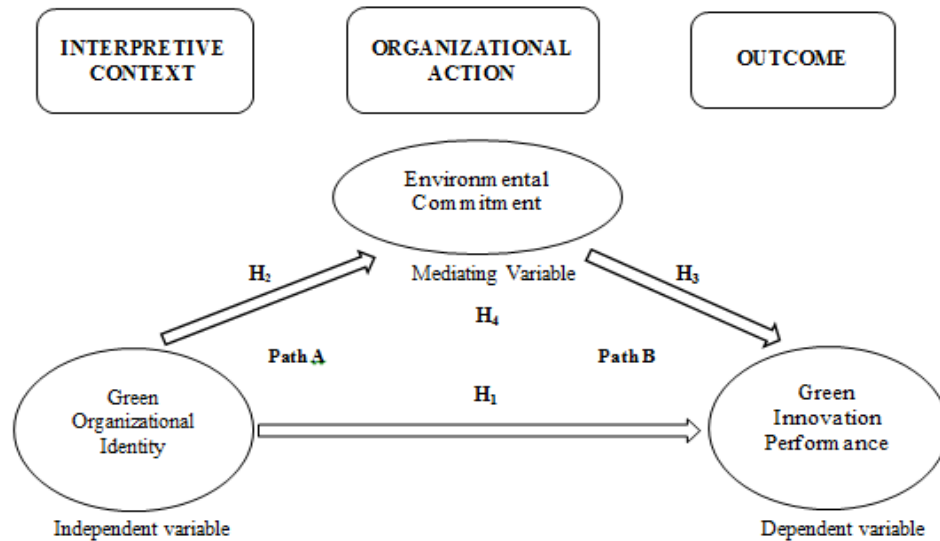 INTERPRETIVE
CONTEXT
ORGANIZATIONAL
ACTION
OUTCOME
Environmental
Commitment
H₂
Mediating Variable
H₃
H₄
Path A
Path B
H₁
Green
Organizational
Identity
Green
Innovation
Performance
Independent variable
Dependent variable